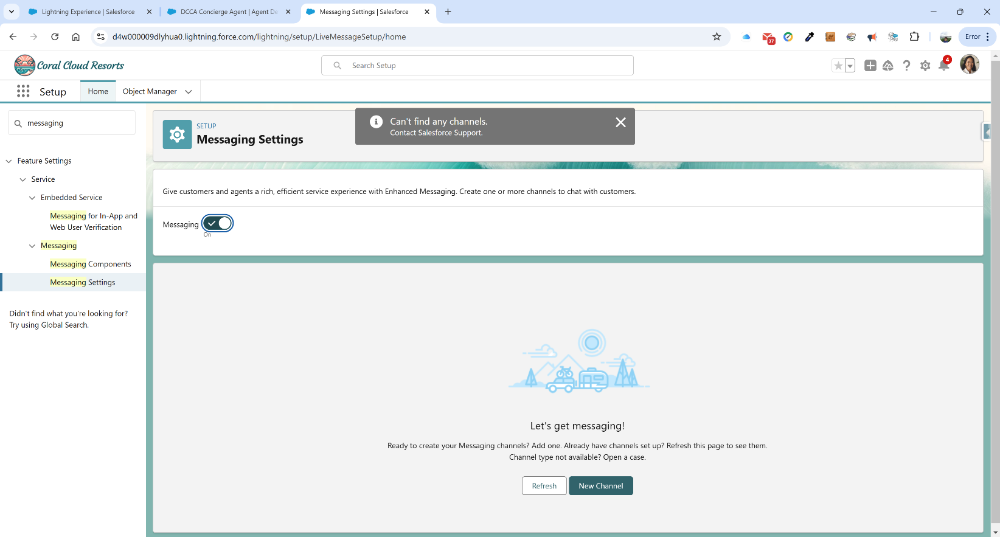 Lightning Experience | Salesforce
DCCA Concierge Agent | Agent De
Messaging Settings | Salesforce
d4w000009dlyhua0.lightning.force.com/lightning/setup/LiveMessageSetup/home
37
Error
Coral Cloud Resorts
Search Setup
4
Setup
Home
Object Manager
messaging
Feature Settings
Service
Embedded Service
Messaging for In-App and
Web User Verification
Messaging
Messaging Components
Messaging Settings
Didn't find what you're looking for?
Try using Global Search.
SETUP
Messaging Settings
Can't find any channels.
Contact Salesforce Support.
Give customers and agents a rich, efficient service experience with Enhanced Messaging. Create one or more channels to chat with customers.
Messaging
On
Let's get messaging!
Ready to create your Messaging channels? Add one. Already have channels set up? Refresh this page to see them.
Channel type not available? Open a case.
Refresh
New Channel